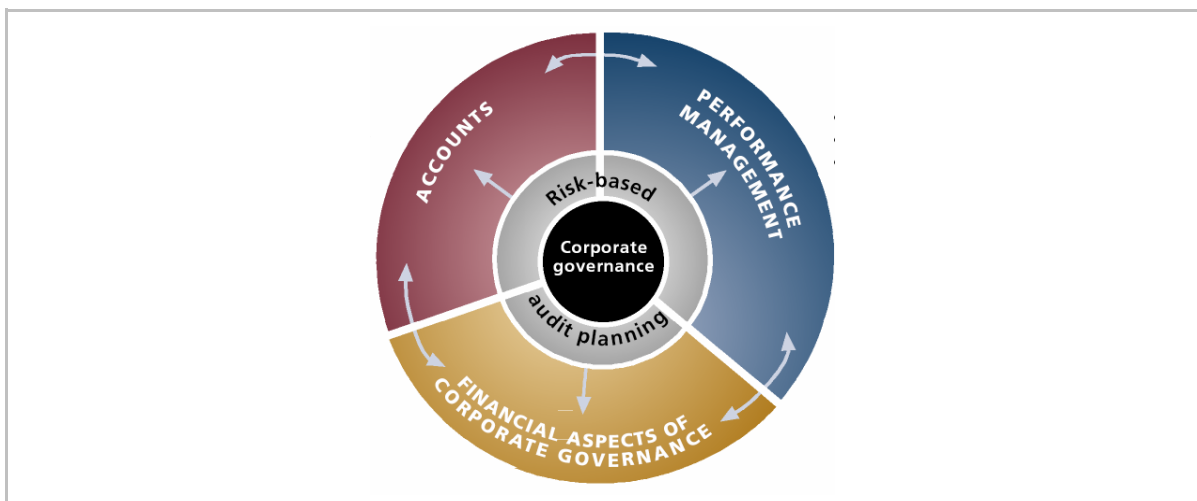 ACCOUNTS
PERFORMANCE
MANAGEMENT
Risk-based
Corporate
governance
audit planning
FINANCIAL ASPECTS OF
CORPORATE GOVERNANCE